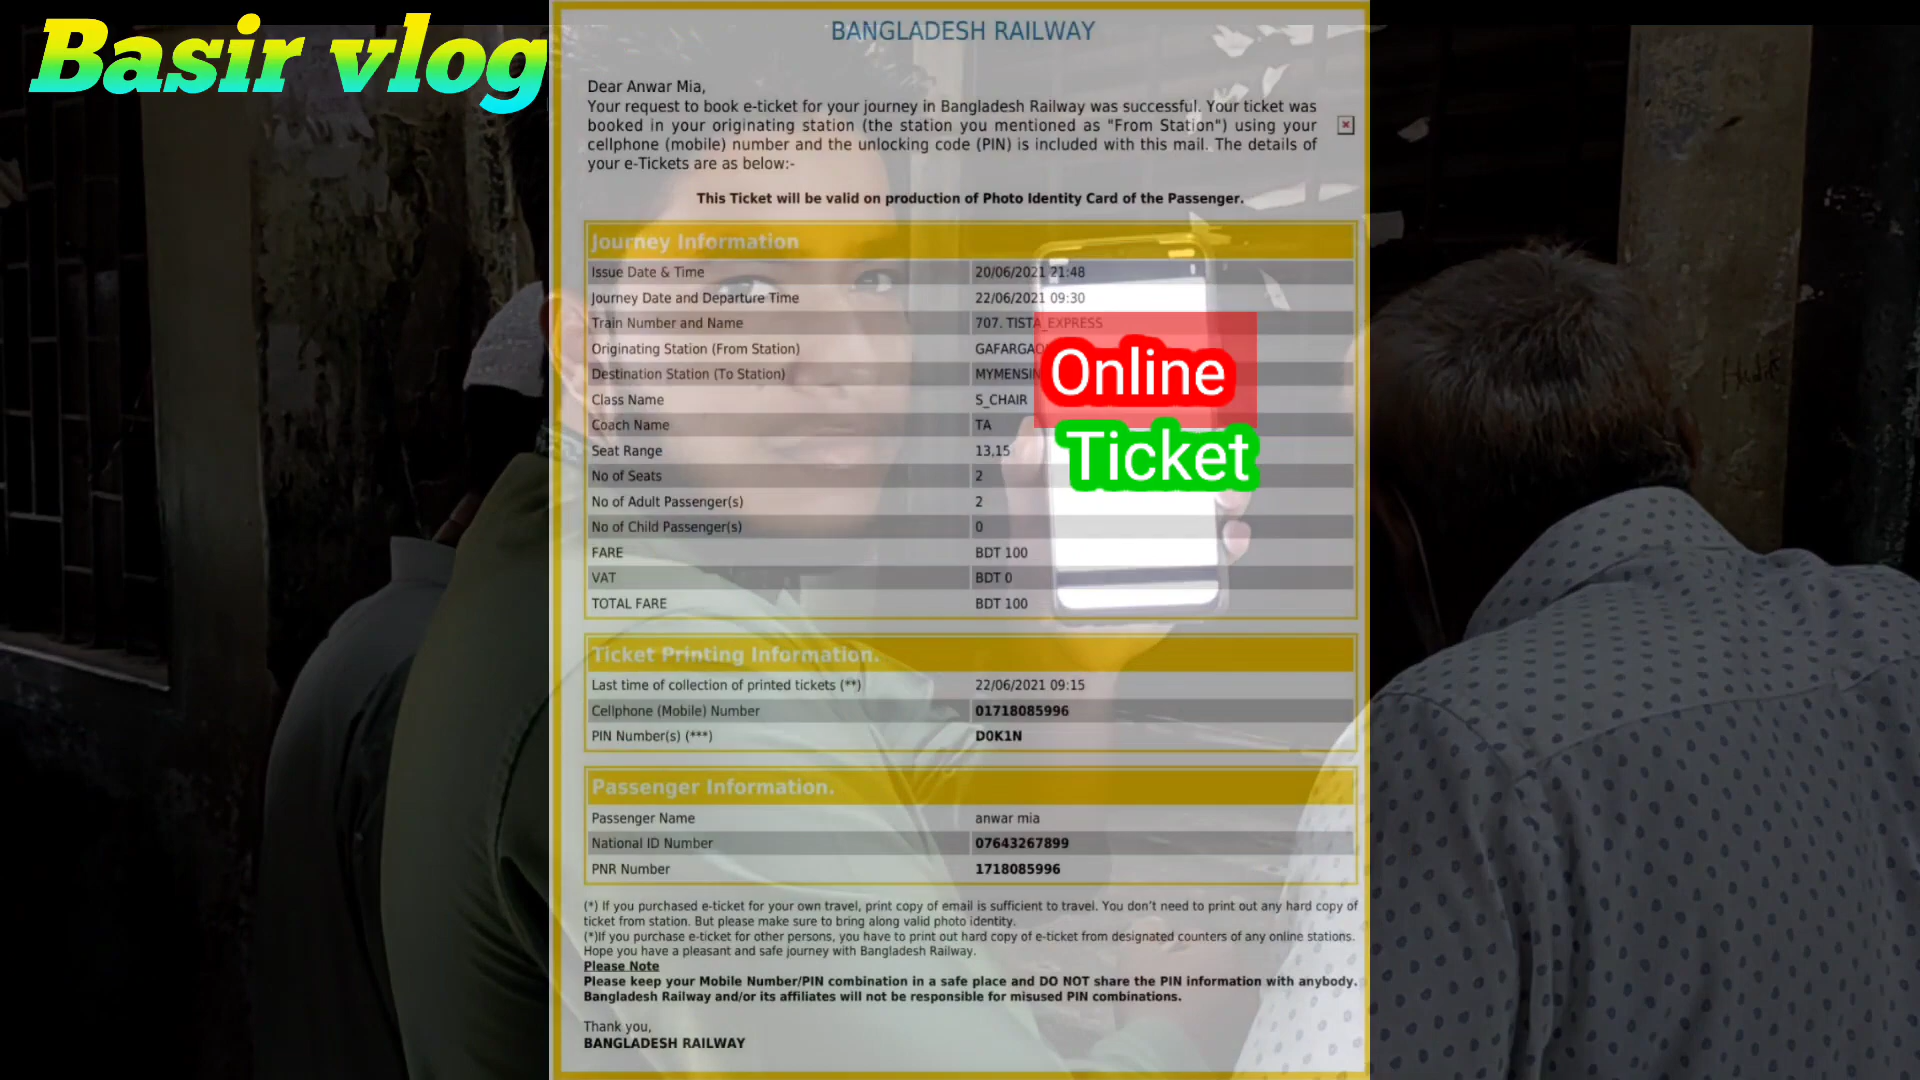 Basir vlog
BANGLADESH RAILWAY
Dear Anwar Mia,
Your request to book e-ticket for your journey in Bangladesh Railway was successful. Your ticket was
booked in your originating station (the station you mentioned as "From Station") using your
cellphone (mobile) number and the unlocking code (PIN) is included with this mail. The details of
your e-Tickets are as below:-
This Ticket will be valid on production of Photo Identity Card of the Passenger.
Journey Information
Issue Date & Time 20/06/2021 21:48
Journey Date and Departure Time 22/06/2021 09:30
Train Number and Name 707. TISTA_EXPRESS
Originating Station (From Station)
Destination Station (To Station)
Class Name S_CHAIR
Coach Name TA
Seat Range 13,15
No of Seats 2
No of Adult Passenger(s) 2
No of Child Passenger(s) 0
FARE BDT 100
VAT BDT 0
TOTAL FARE BDT 100
Online
Ticket
Ticket Printing Information.
Last time of collection of printed tickets (**) 22/06/2021 09:15
Cellphone (Mobile) Number 01718085996
PIN Number(s) (***) D0K1N
Passenger Information.
Passenger Name anwar mia
National ID Number 07643267899
PNR Number 1718085996
(*) If you purchased e-ticket for your own travel, print copy of email is sufficient to travel. You don't need to print out any hard copy of
ticket from station. But please make sure to bring along valid photo identity.
(*)If you purchase e-ticket for other persons, you have to print out hard copy of e-ticket from designated counters of any online stations.
Hope you have a pleasant and safe journey with Bangladesh Railway.
Please Note
Please keep your Mobile Number/PIN combination in a safe place and DO NOT share the PIN information with anybody.
Bangladesh Railway and/or its affiliates will not be responsible for misused PIN combinations.
Thank you,
BANGLADESH RAILWAY